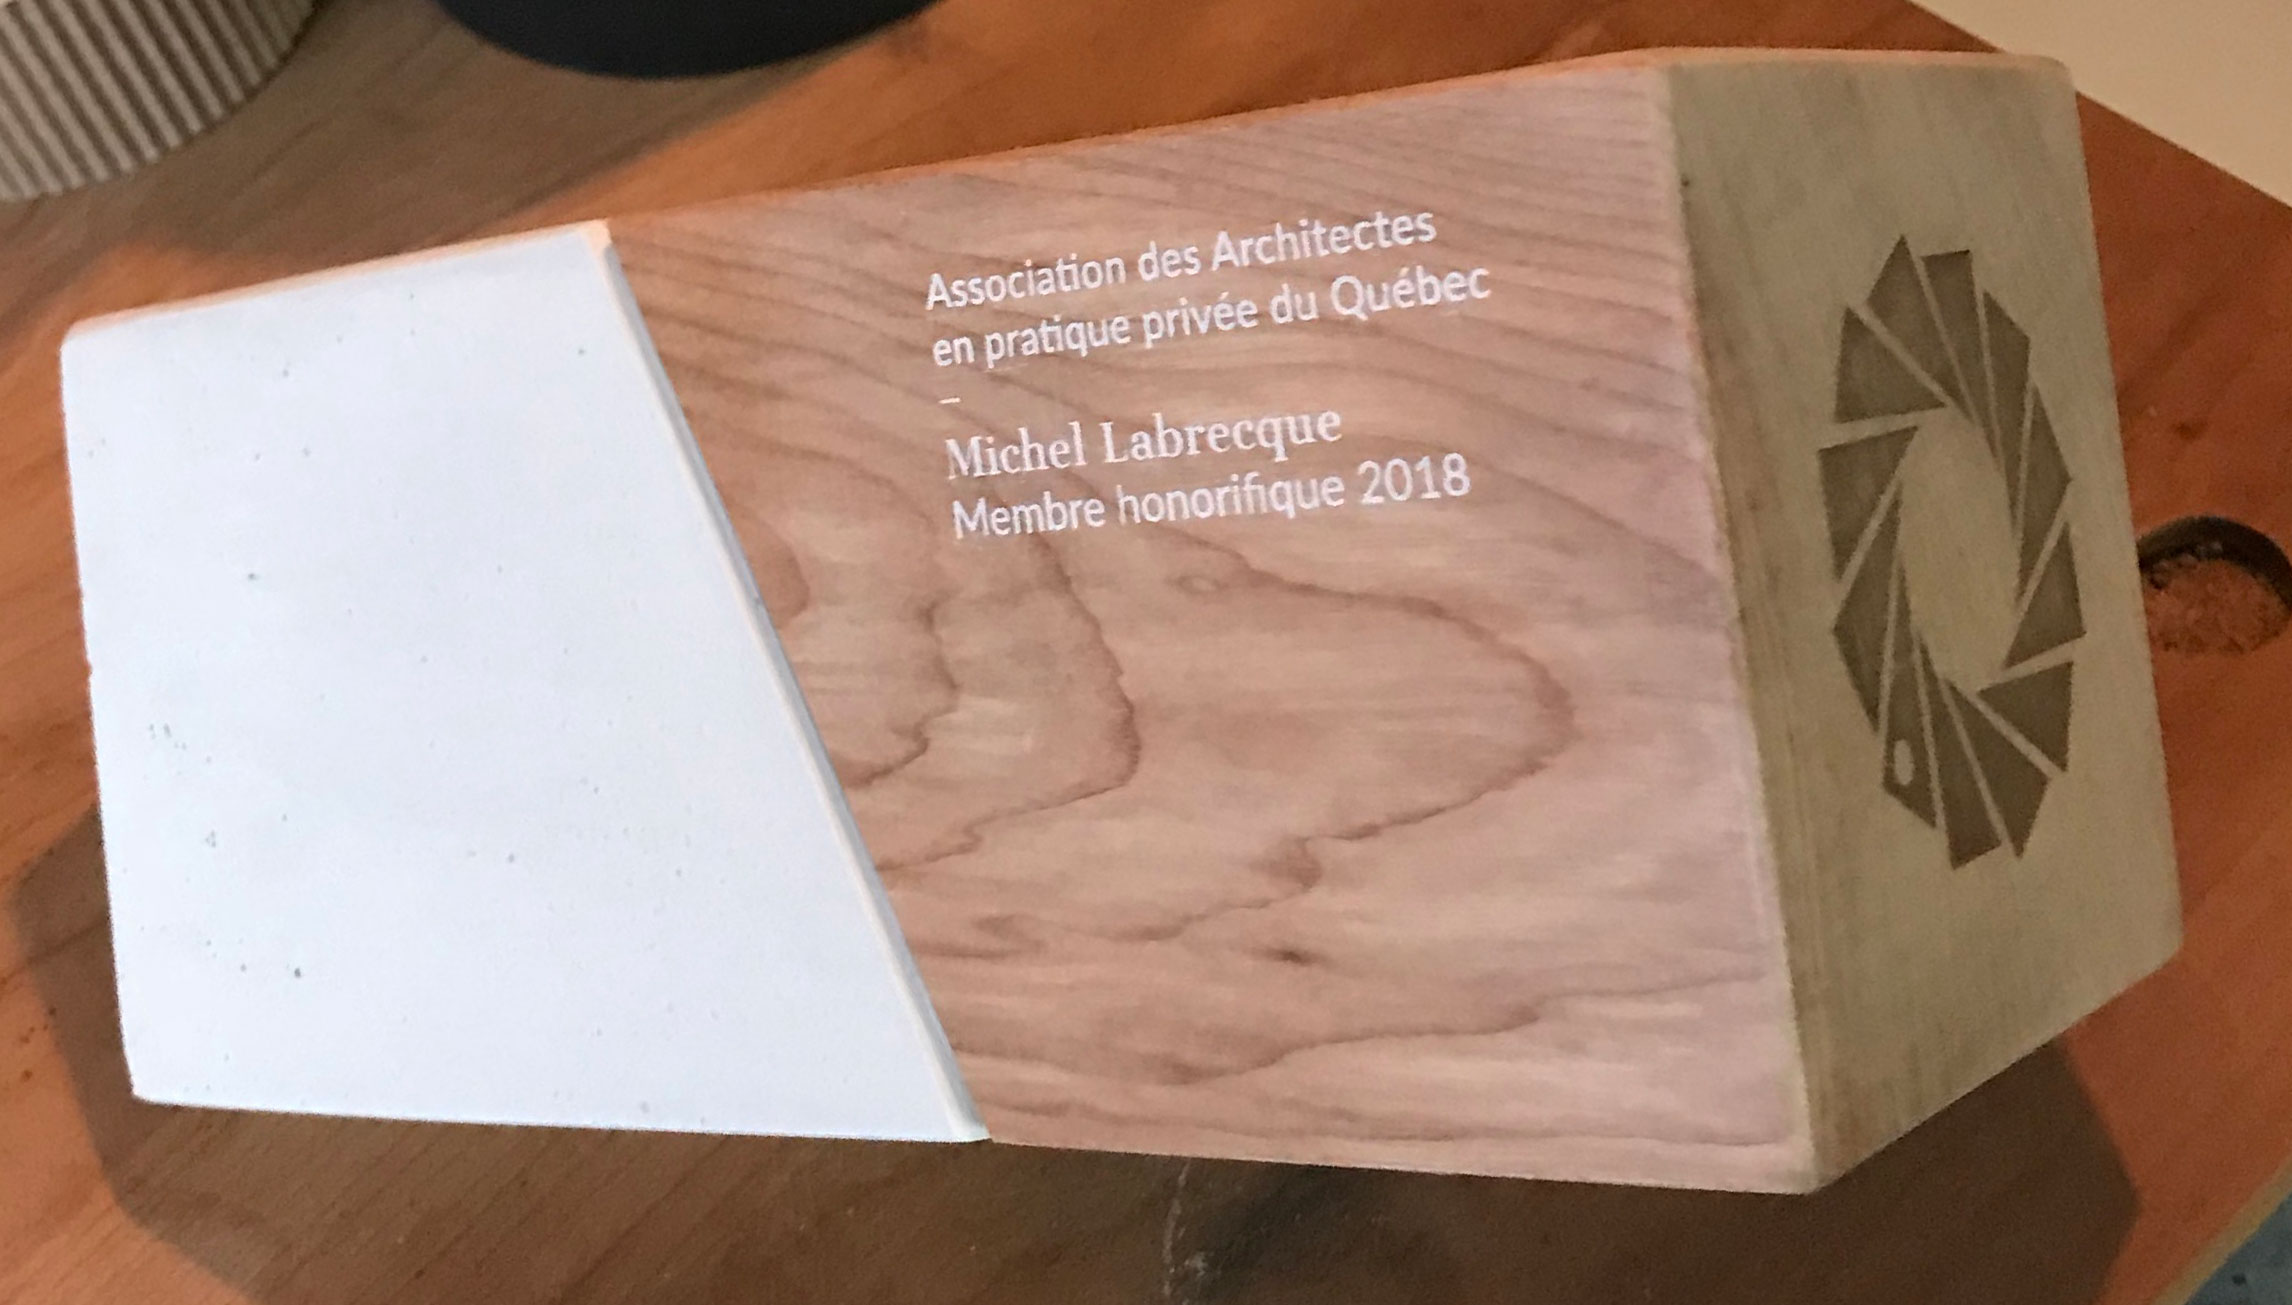 Association des Architectes
en pratique privée du Québec
–
Michel Labrecque
Membre honorifique 2018